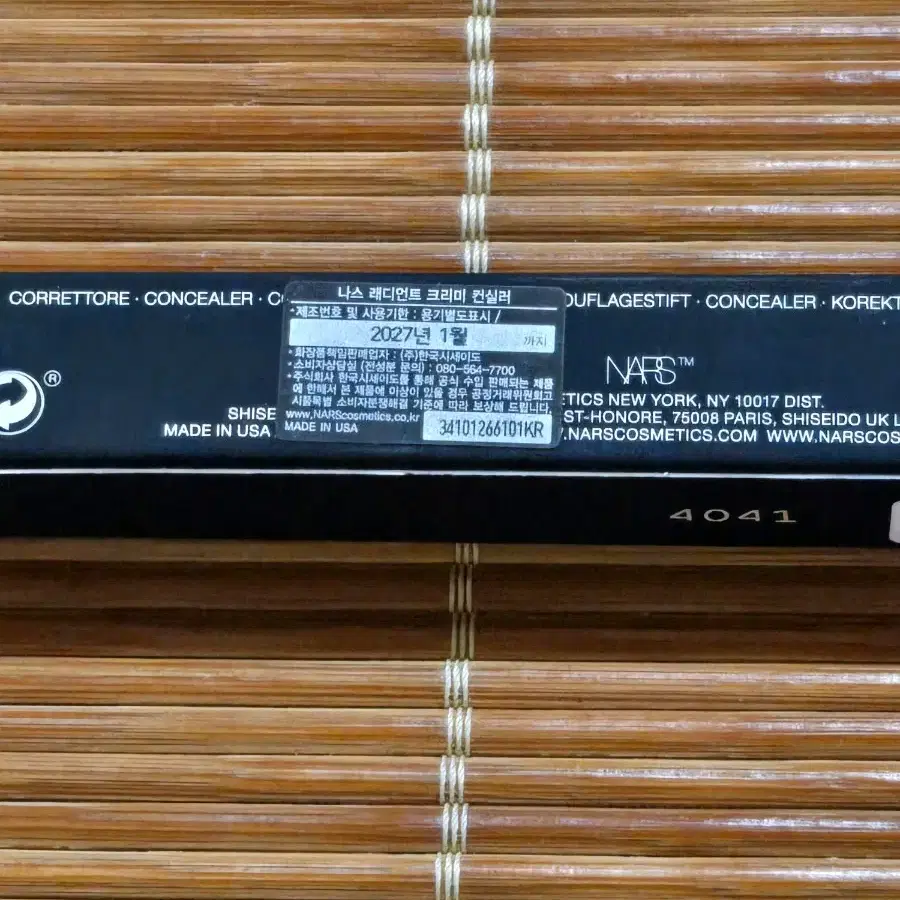 CORRETTORE · CONCEALER ·
나스 래디언트 크리미 컨실러
• 제조번호 및 사용기한 : 용기별도표시 /
2027년 1월 까지
• 화장품책임판매업자 : (주)한국시세이도
• 소비자상담실 (전성분 문의) : 080-564-7700
• 주식회사 한국시세이도를 통해 공식 수입 판매되는 제품
에 한해서 본 제품에 이상이 있을 경우 공정거래위원회고
시품목별 소비자분쟁해결 기준에 따라 보상해 드립니다.
www.NARScosmetics.co.kr
MADE IN USA
34101266101KR
OUFLAGESTIFT · CONCEALER · KOREKT
®
SHISE
MADE IN USA
NARS™
ETICS NEW YORK, NY 10017 DIST.
ST-HONORE, 75008 PARIS, SHISEIDO UK L
.NARSCOSMETICS.COM WWW.NARSCOS
4041